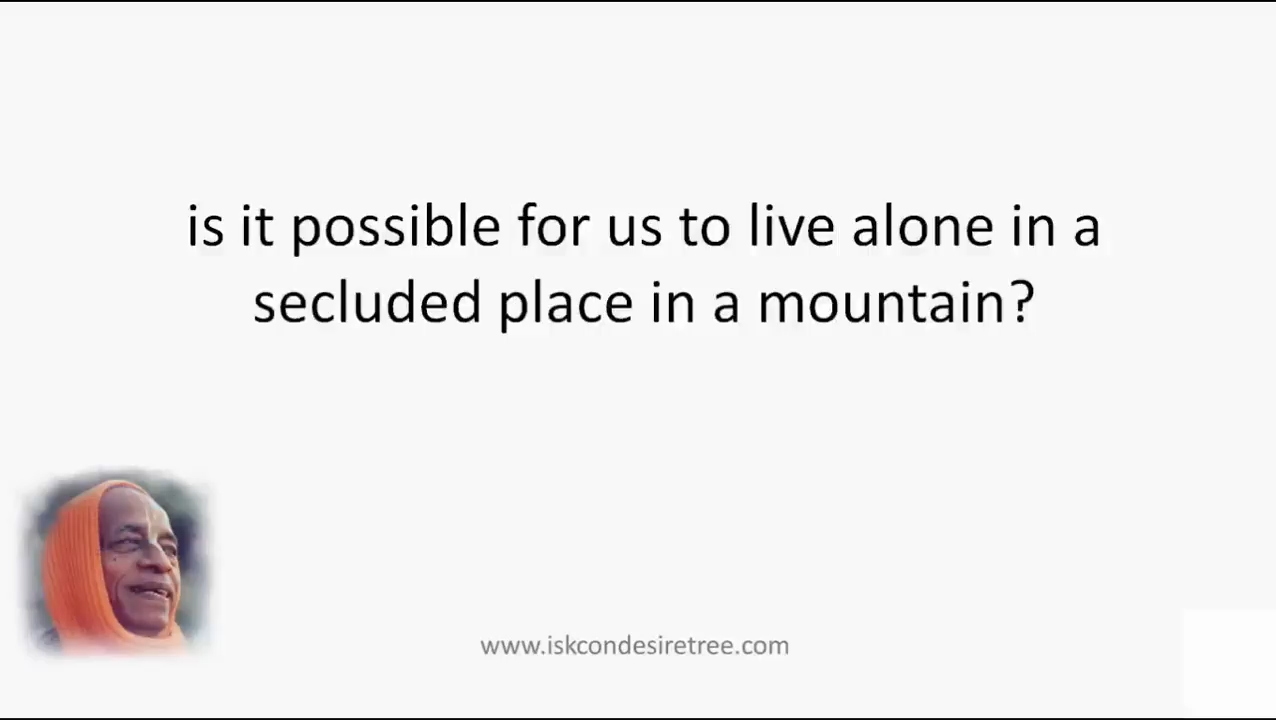 is it possible for us to live alone in a
secluded place in a mountain?
www.iskcondesiretree.com